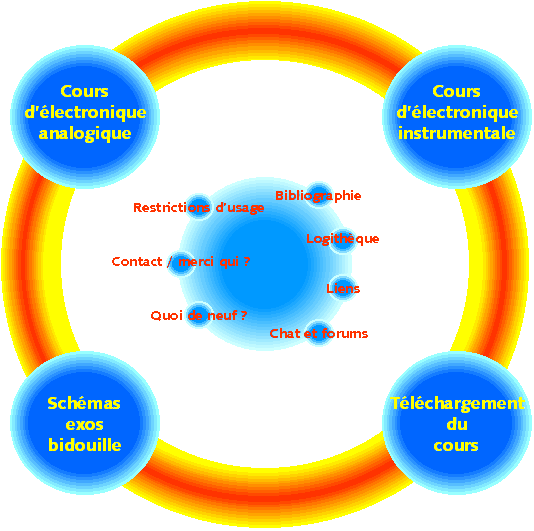 Cours
d'électronique
analogique
Cours
d'électronique
instrumentale
Bibliographie
Restrictions d'usage
Logithèque
Contact / merci qui ?
Liens
Quoi de neuf ?
Chat et forums
Schémas
exos
bidouille
Téléchargement
du
cours